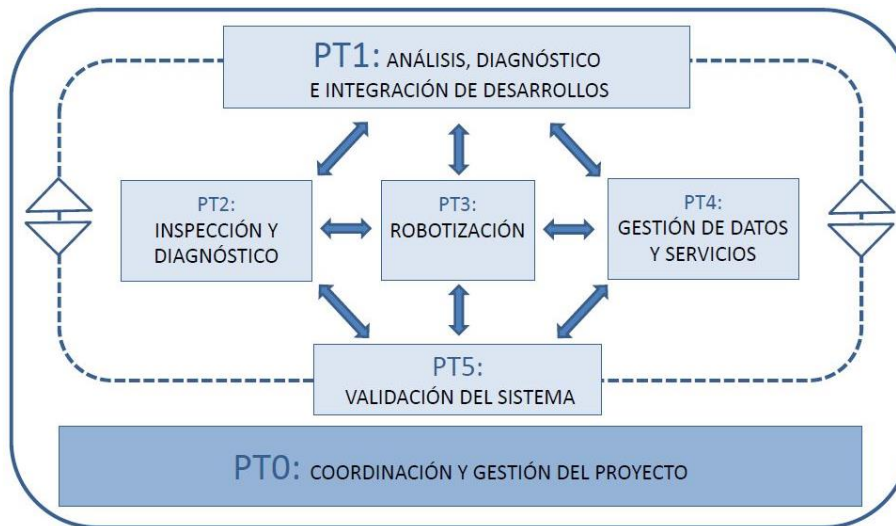 PT1: ANÁLISIS, DIAGNÓSTICO
E INTEGRACIÓN DE DESARROLLOS
PT2:
INSPECCIÓN Y
DIAGNÓSTICO
PT3:
ROBOTIZACIÓN
PT4:
GESTIÓN DE DATOS
Y SERVICIOS
PT5:
VALIDACIÓN DEL SISTEMA
PT0: COORDINACIÓN Y GESTIÓN DEL PROYECTO